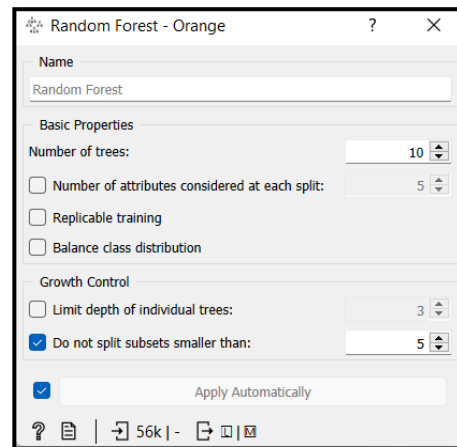 Random Forest - Orange ? ×
Name
Random Forest
Basic Properties
Number of trees: 10
Number of attributes considered at each split: 5
Replicable training
Balance class distribution
Growth Control
Limit depth of individual trees: 3
Do not split subsets smaller than: 5
Apply Automatically
? 56k | - L | M